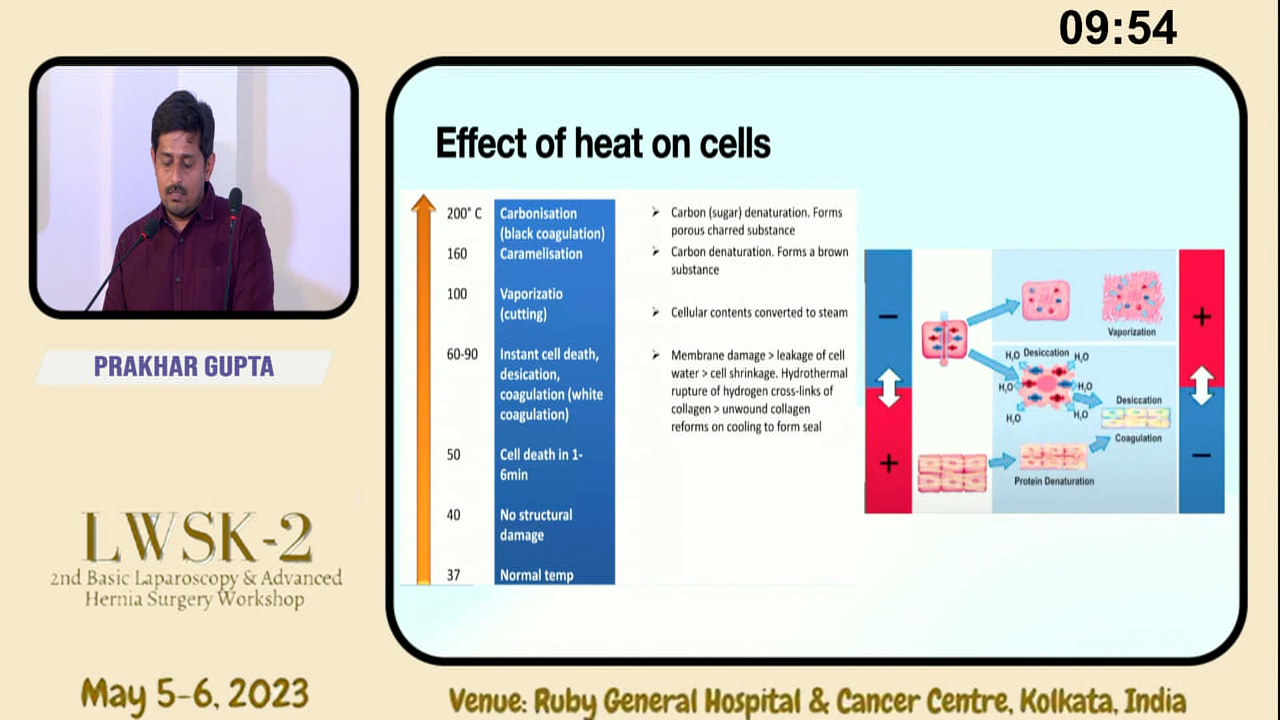 09:54
PRAKHAR GUPTA
LWSK-2
2nd Basic Laparoscopy & Advanced
Hernia Surgery Workshop
May 5-6, 2023
Effect of heat on cells
200° C
Carbonisation
(black coagulation)
Carbon (sugar) denaturation. Forms
porous charred substance
160
Caramelisation
Carbon denaturation. Forms a brown
substance
100
Vaporizatio
(cutting)
Cellular contents converted to steam
60-90
Instant cell death,
desication,
coagulation (white
coagulation)
Membrane damage > leakage of cell
water > cell shrinkage. Hydrothermal
rupture of hydrogen cross-links of
collagen > unwound collagen
reforms on cooling to form seal
50
Cell death in 1-
6min
40
No structural
damage
37
Normal temp
−
+
+
−
Vaporization
H₂O Desiccation H₂O
H₂O
H₂O
H₂O
H₂O
Desiccation
Coagulation
Protein Denaturation
Venue: Ruby General Hospital & Cancer Centre, Kolkata, India